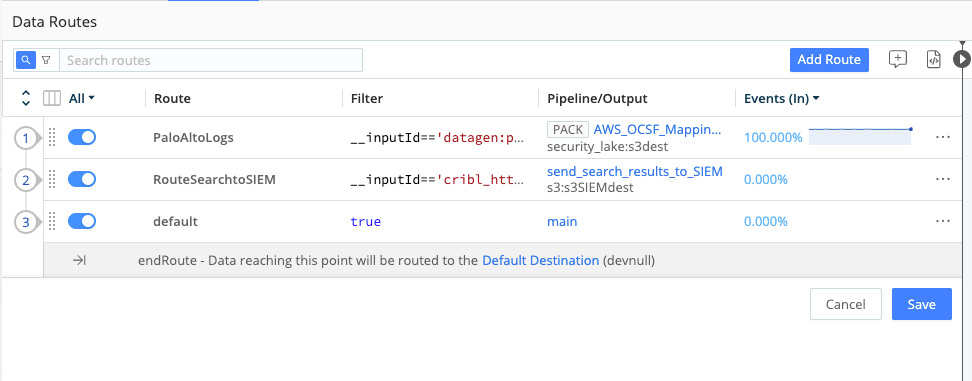 Data Routes
Search routes
Add Route
All Route Filter Pipeline/Output Events (In)
1 PaloAltoLogs __inputId=='datagen:p... PACK AWS_OCSF_Mappin... 100.000%
security_lake:s3dest
2 RouteSearchtoSIEM __inputId=='cribl_htt... send_search_results_to_SIEM 0.000%
s3:s3SIEMdest
3 default true main 0.000%
endRoute - Data reaching this point will be routed to the Default Destination (devnull)
Cancel Save